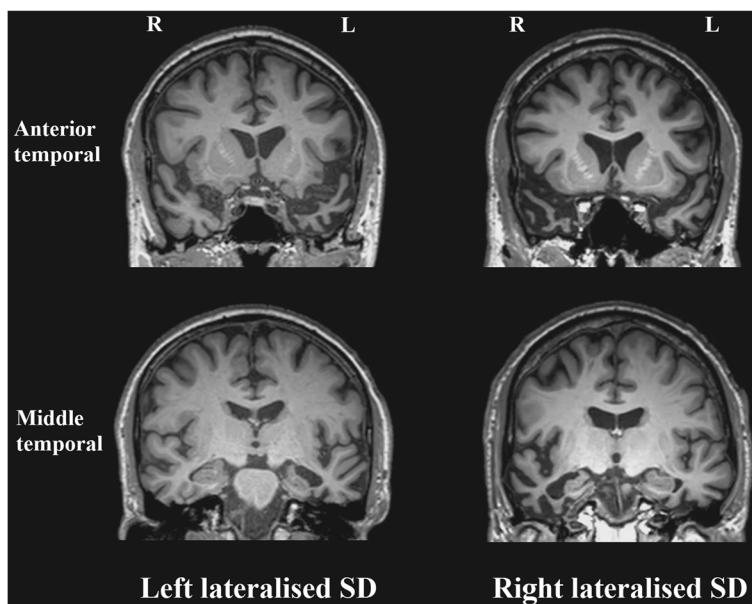 R L R L
Anterior
temporal
Middle
temporal
Left lateralised SD Right lateralised SD